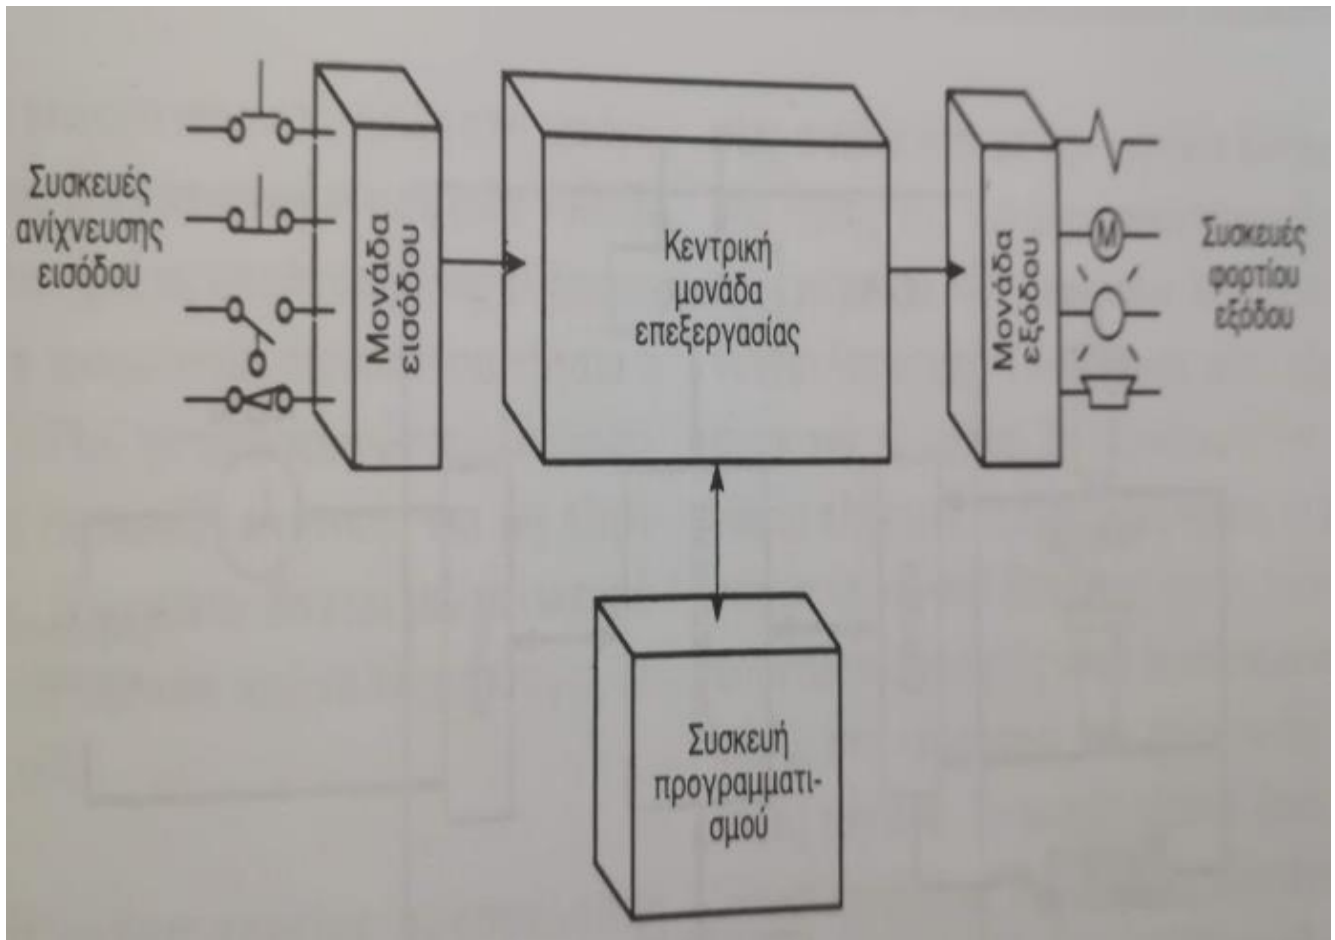 Συσκευές
ανίχνευσης
εισόδου
Μονάδα
εισόδου
Κεντρική
μονάδα
επεξεργασίας
Μονάδα
εξόδου
M
Συσκευές
φορτίου
εξόδου
Συσκευή
προγραμματι-
σμού